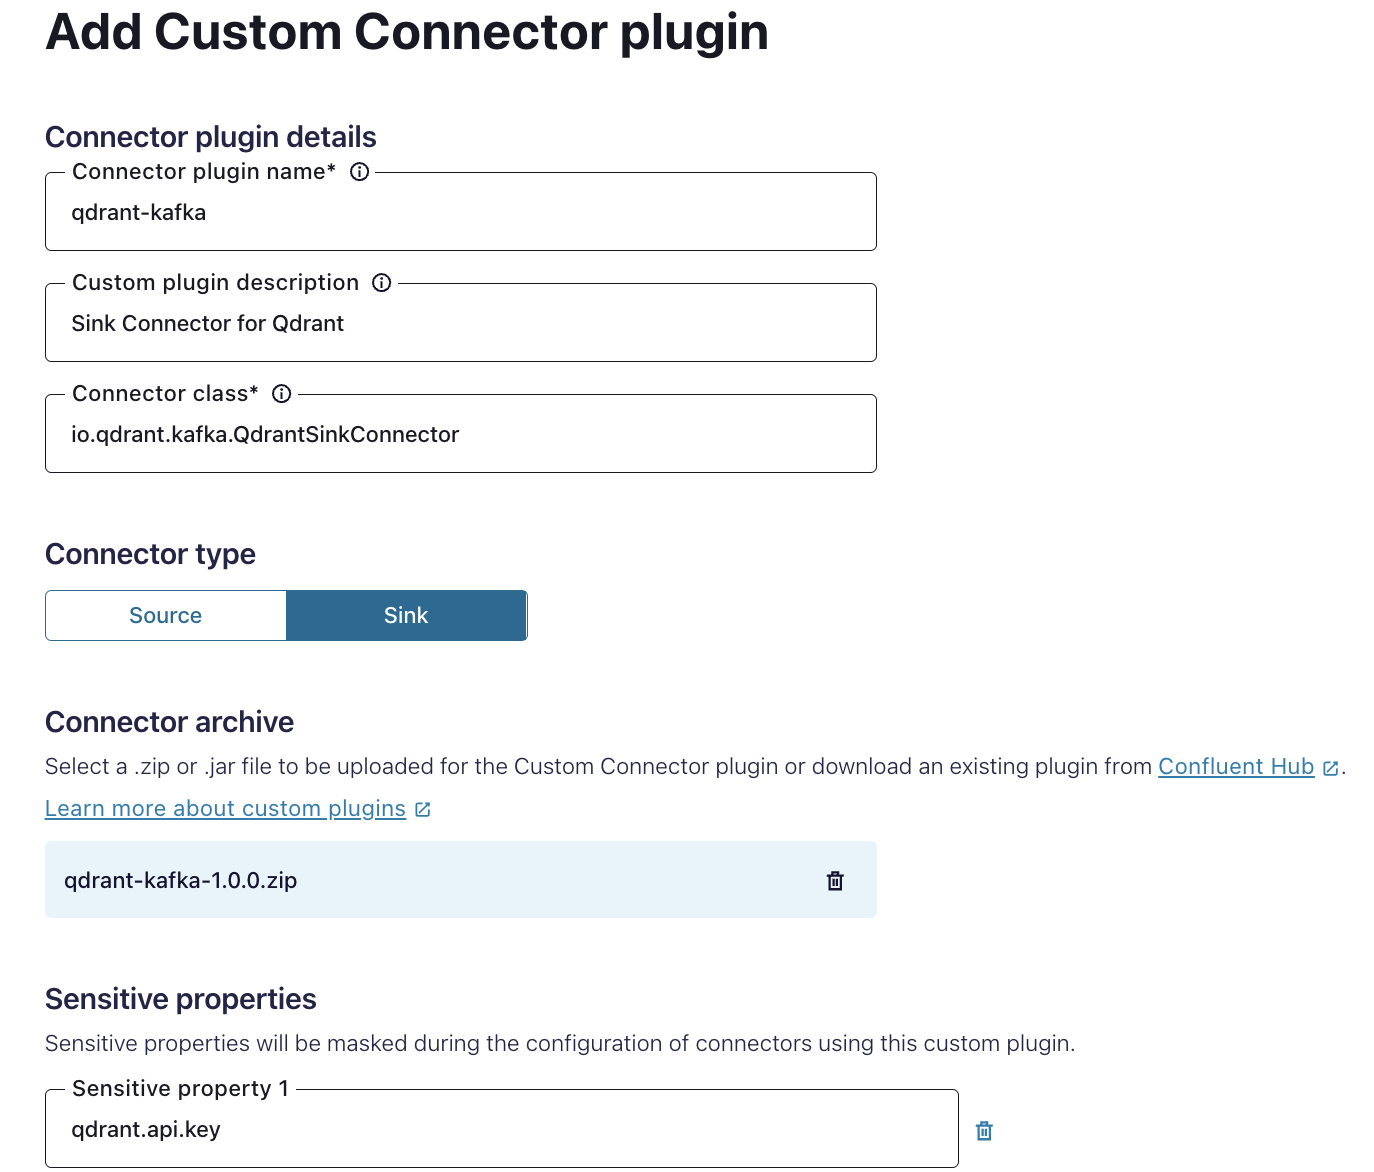 Add Custom Connector plugin
Connector plugin details
Connector plugin name*
qdrant-kafka
Custom plugin description
Sink Connector for Qdrant
Connector class*
io.qdrant.kafka.QdrantSinkConnector
Connector type
Source
Sink
Connector archive
Select a .zip or .jar file to be uploaded for the Custom Connector plugin or download an existing plugin from Confluent Hub .
Learn more about custom plugins
qdrant-kafka-1.0.0.zip
Sensitive properties
Sensitive properties will be masked during the configuration of connectors using this custom plugin.
Sensitive property 1
qdrant.api.key